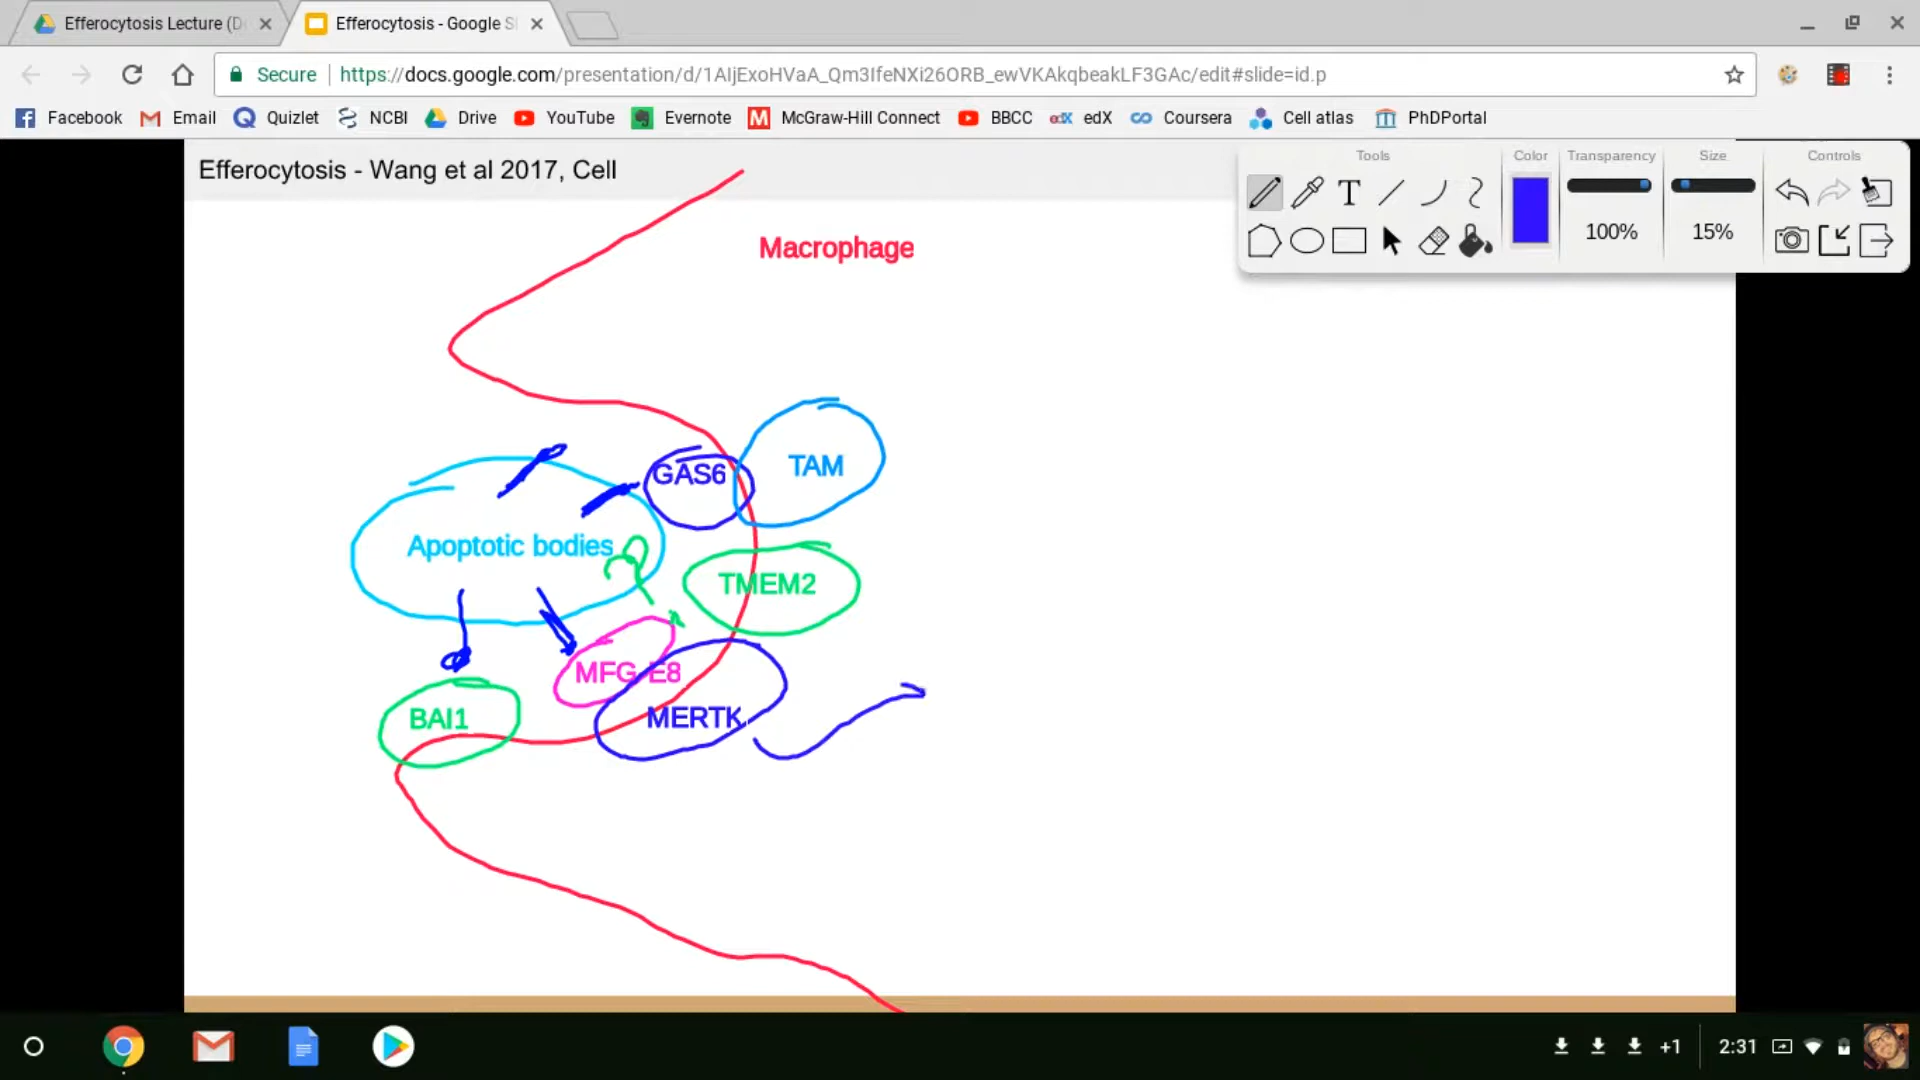 Efferocytosis Lecture (D
Efferocytosis - Google S
Secure
https://docs.google.com/presentation/d/1AIjExoHVaA_Qm3IfeNXi26ORB_ewVKAkqbeakLF3GAc/edit#slide=id.p
Facebook Email Quizlet NCBI Drive YouTube Evernote McGraw-Hill Connect BBCC edX Coursera Cell atlas PhDPortal
Efferocytosis - Wang et al 2017, Cell
Tools Color Transparency Size Controls
100% 15%
Macrophage
TAM
GAS6
Apoptotic bodies
TMEM2
MFG-E8
BAI1
MERTK
+1 2:31